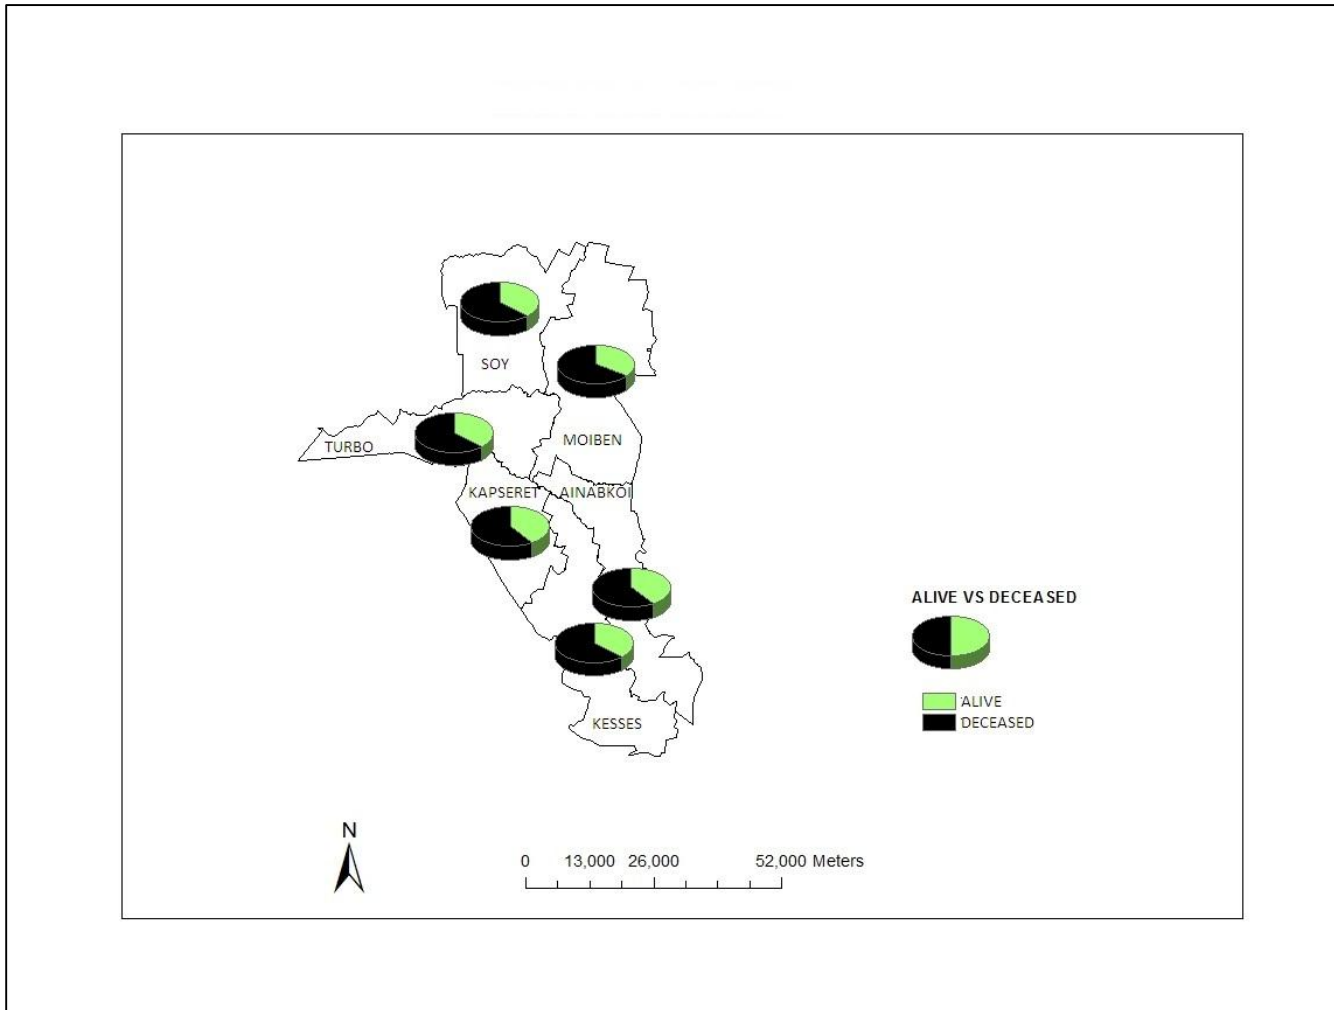 SOY
MOIBEN
TURBO
KAPSERET
AINABKOI
ALIVE VS DECEASED
ALIVE
DECEASED
KESSES
N
0 13,000 26,000 52,000 Meters